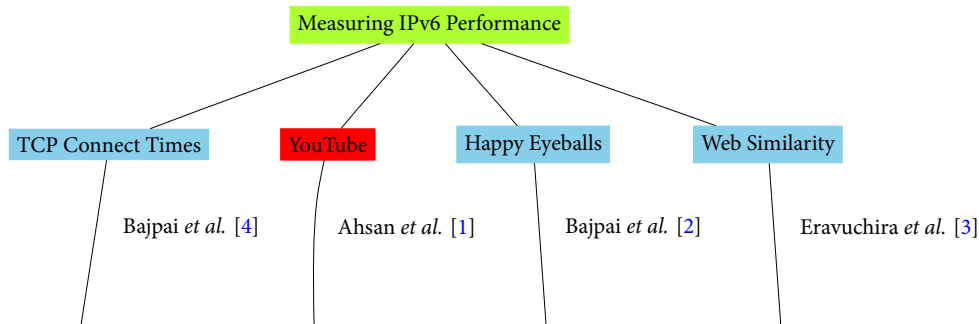 Measuring IPv6 Performance
TCP Connect Times
YouTube
Happy Eyeballs
Web Similarity
Bajpai et al. [4]
Ahsan et al. [1]
Bajpai et al. [2]
Eravuchira et al. [3]